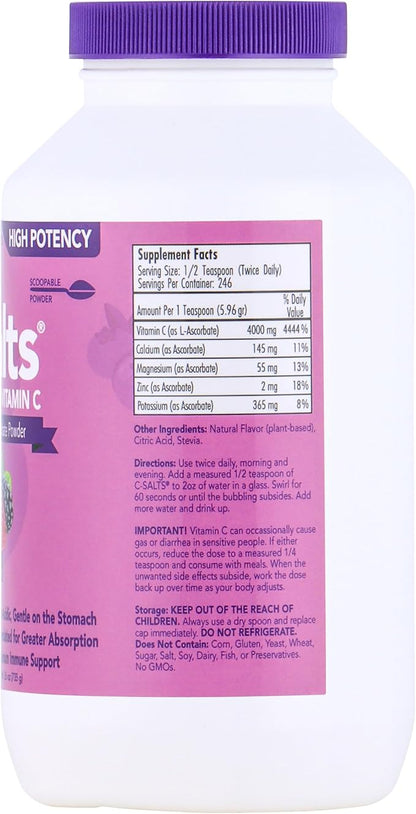 HIGH POTENCY
SCOOPABLE
POWDER
lts®
VITAMIN C
Powder
Gentle on the Stomach
for Greater Absorption
Immune Support
Supplement Facts
Serving Size: 1/2 Teaspoon (Twice Daily)
Servings Per Container: 246
Amount Per 1 Teaspoon (5.96 gr) % Daily Value
Vitamin C (as L-Ascorbate) 4000 mg 4444%
Calcium (as Ascorbate) 145 mg 11%
Magnesium (as Ascorbate) 55 mg 13%
Zinc (as Ascorbate) 2 mg 18%
Potassium (as Ascorbate) 365 mg 8%
Other Ingredients: Natural Flavor (plant-based),
Citric Acid, Stevia.
Directions: Use twice daily, morning and
evening. Add a measured 1/2 teaspoon of
C-SALTS® to 2oz of water in a glass. Swirl for
60 seconds or until the bubbling subsides. Add
more water and drink up.
IMPORTANT! Vitamin C can occassionally cause
gas or diarrhea in sensitive people. If either
occurs, reduce the dose to a measured 1/4
teaspoon and consume with meals. When the
unwanted side effects subside, work the dose
back up over time as your body adjusts.
Storage: KEEP OUT OF THE REACH OF
CHILDREN. Always use a dry spoon and replace
cap immediately. DO NOT REFRIGERATE.
Does Not Contain: Corn, Gluten, Yeast, Wheat,
Sugar, Salt, Soy, Dairy, Fish, or Preservatives.
No GMOs.